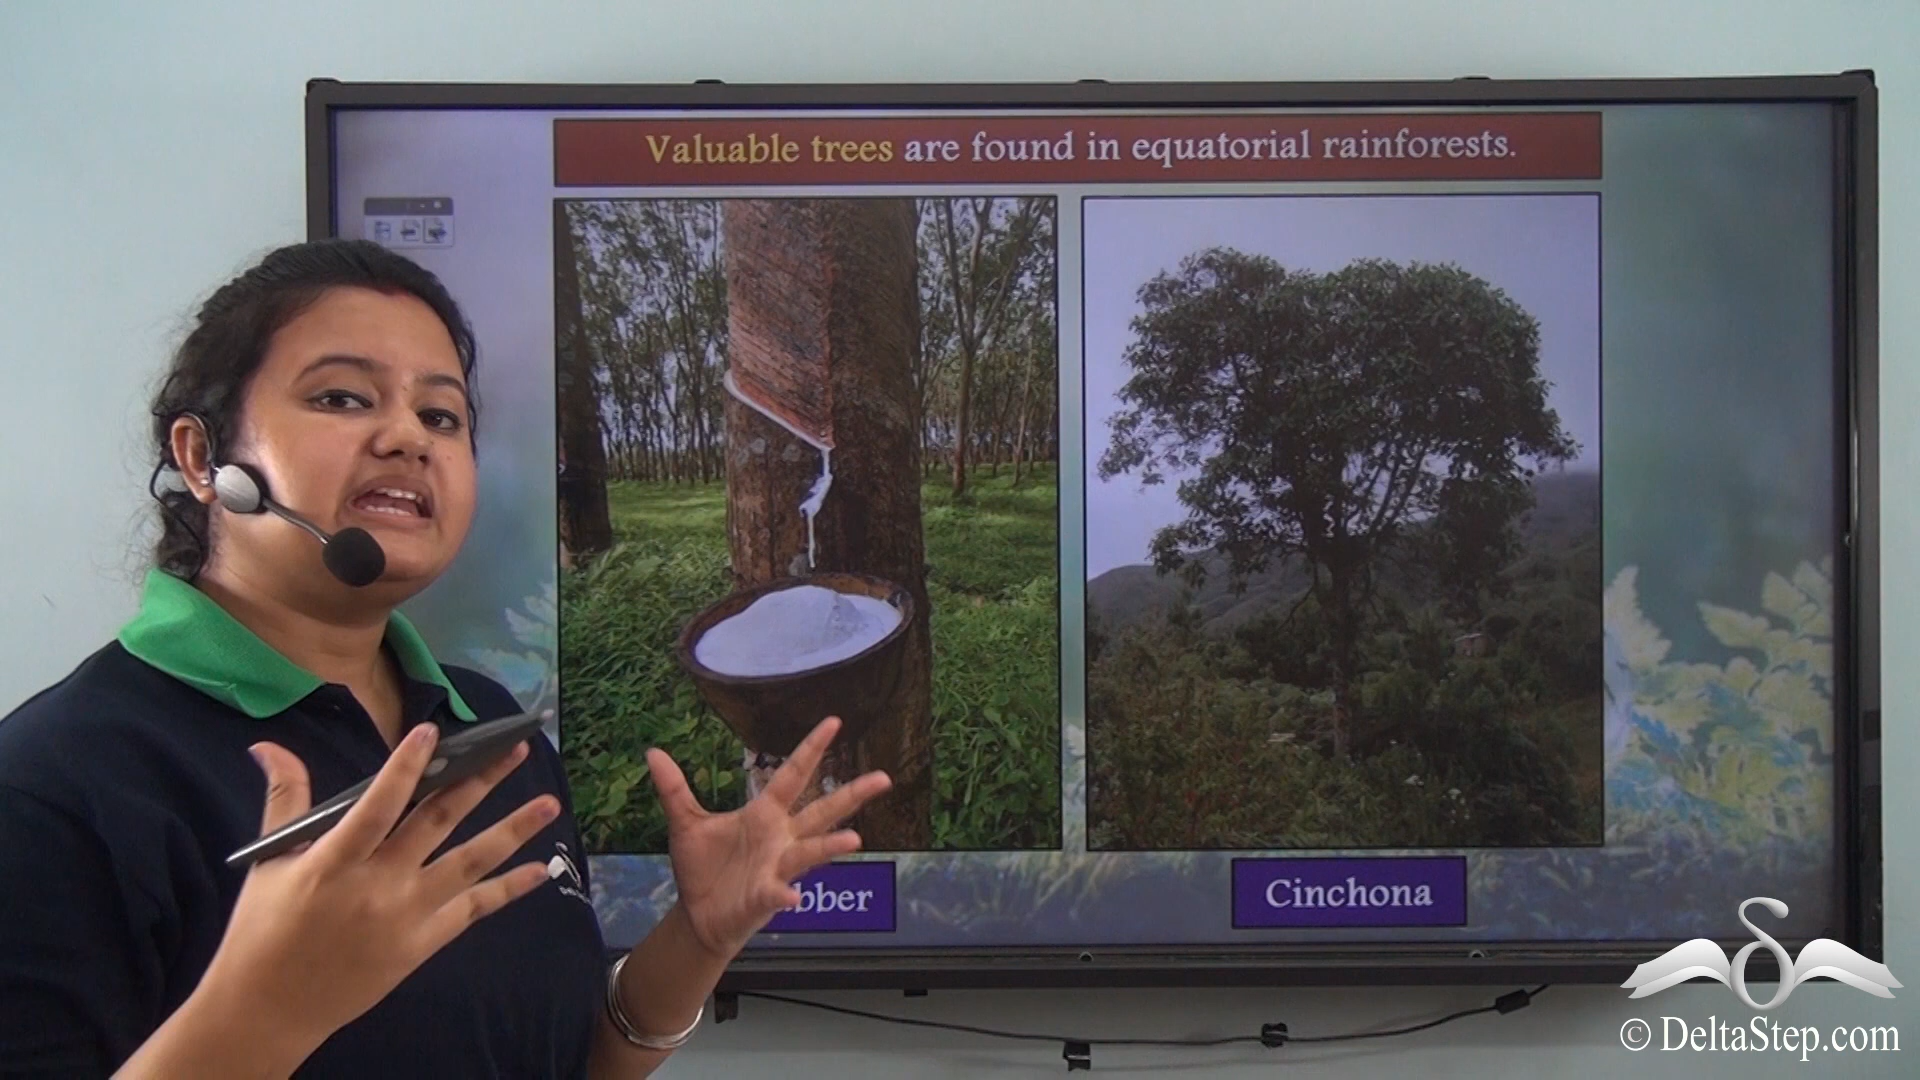 Valuable trees are found in equatorial rainforests.
bber
Cinchona
© DeltaStep.com